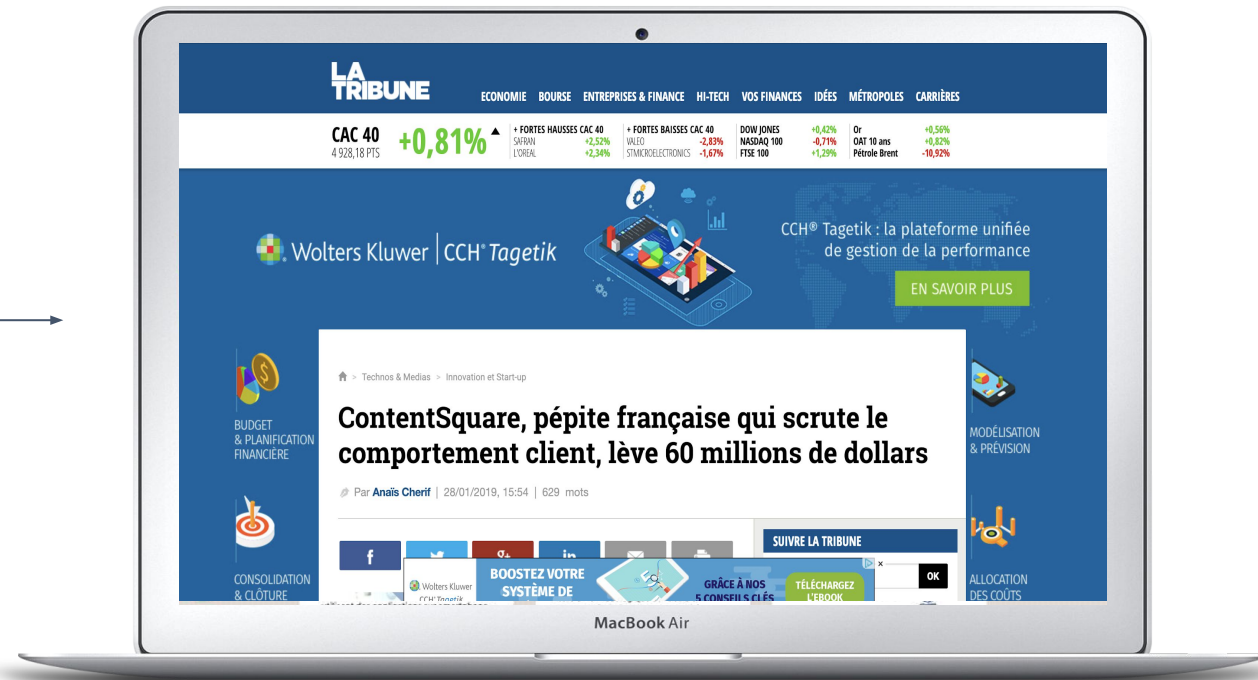 LA
TRIBUNE
ECONOMIE BOURSE ENTREPRISES & FINANCE HI-TECH VOS FINANCES IDÉES MÉTROPOLES CARRIÈRES
CAC 40
4 928,18 PTS
+0,81%
+ FORTES HAUSSES CAC 40
SAFRAN +2,52%
L'OREAL +2,34%
+ FORTES BAISSES CAC 40
VALEO -2,83%
STMICROELECTRONICS -1,67%
DOW JONES +0,42%
NASDAQ 100 -0,71%
FTSE 100 +1,29%
Or +0,56%
OAT 10 ans +0,82%
Pétrole Brent -10,92%
Wolters Kluwer | CCH® Tagetik
CCH® Tagetik : la plateforme unifiée
de gestion de la performance
EN SAVOIR PLUS
BUDGET
& PLANIFICATION
FINANCIÈRE
CONSOLIDATION
& CLÔTURE
> Technos & Medias > Innovation et Start-up
ContentSquare, pépite française qui scrute le
comportement client, lève 60 millions de dollars
Par Anaïs Cherif | 28/01/2019, 15:54 | 629 mots
f
g+
in
SUIVRE LA TRIBUNE
Wolters Kluwer
CCH® Tagetik
BOOSTEZ VOTRE
SYSTÈME DE
GRÂCE À NOS
5 CONSEILS CLÉS
TÉLÉCHARGEZ
L'EBOOK
x
OK
MODÉLISATION
& PRÉVISION
ALLOCATION
DES COÛTS
MacBook Air